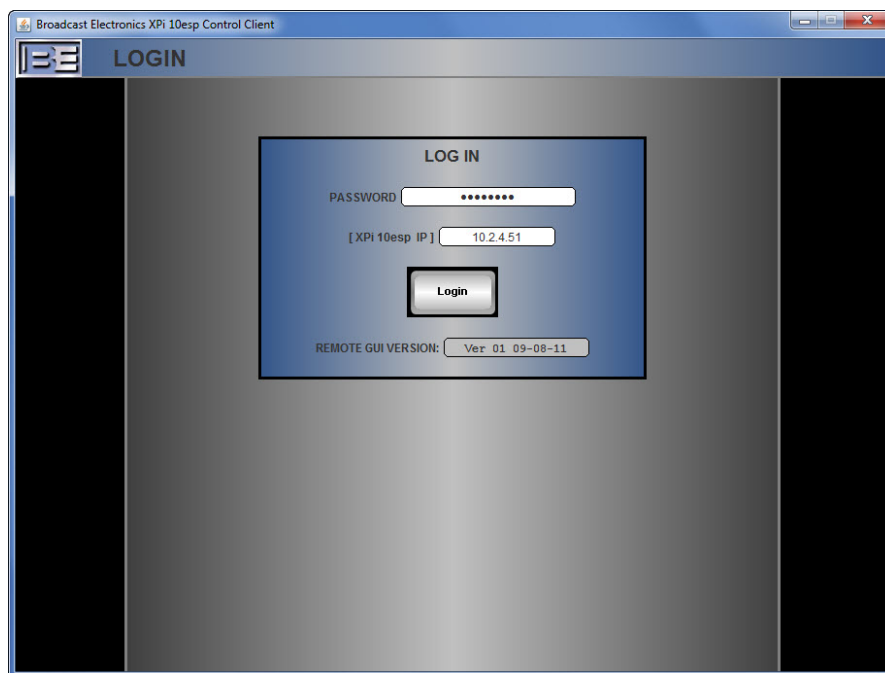 Broadcast Electronics XPi 10esp Control Client
BE LOGIN
LOG IN
PASSWORD ••••••••
[ XPi 10esp IP ] 10.2.4.51
Login
REMOTE GUI VERSION: Ver 01 09-08-11